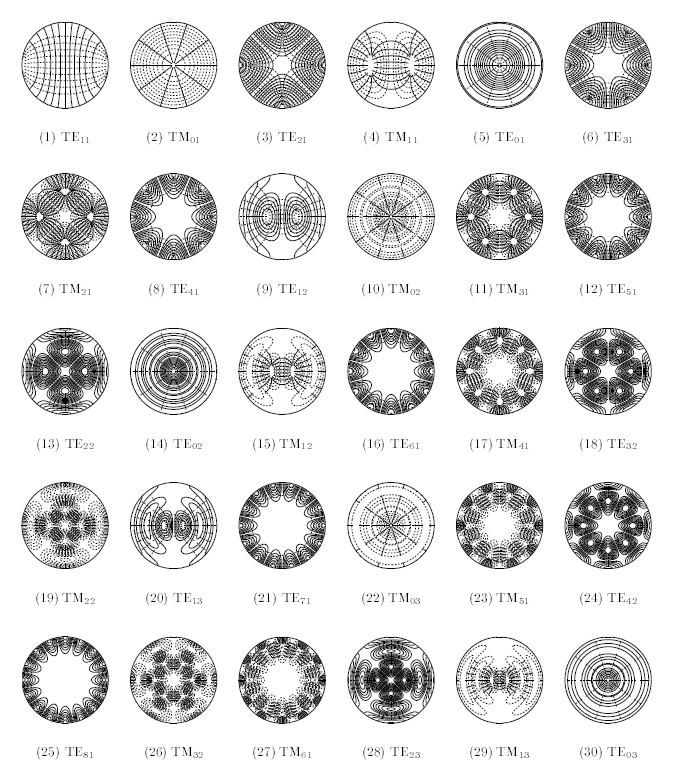 (1) TE₁₁ (2) TM₀₁ (3) TE₂₁ (4) TM₁₁ (5) TE₀₁ (6) TE₃₁
(7) TM₂₁ (8) TE₄₁ (9) TE₁₂ (10) TM₀₂ (11) TM₃₁ (12) TE₅₁
(13) TE₂₂ (14) TE₀₂ (15) TM₁₂ (16) TE₆₁ (17) TM₄₁ (18) TE₃₂
(19) TM₂₂ (20) TE₁₃ (21) TE₇₁ (22) TM₀₃ (23) TM₅₁ (24) TE₄₂
(25) TE₈₁ (26) TM₃₂ (27) TM₆₁ (28) TE₂₃ (29) TM₁₃ (30) TE₀₃